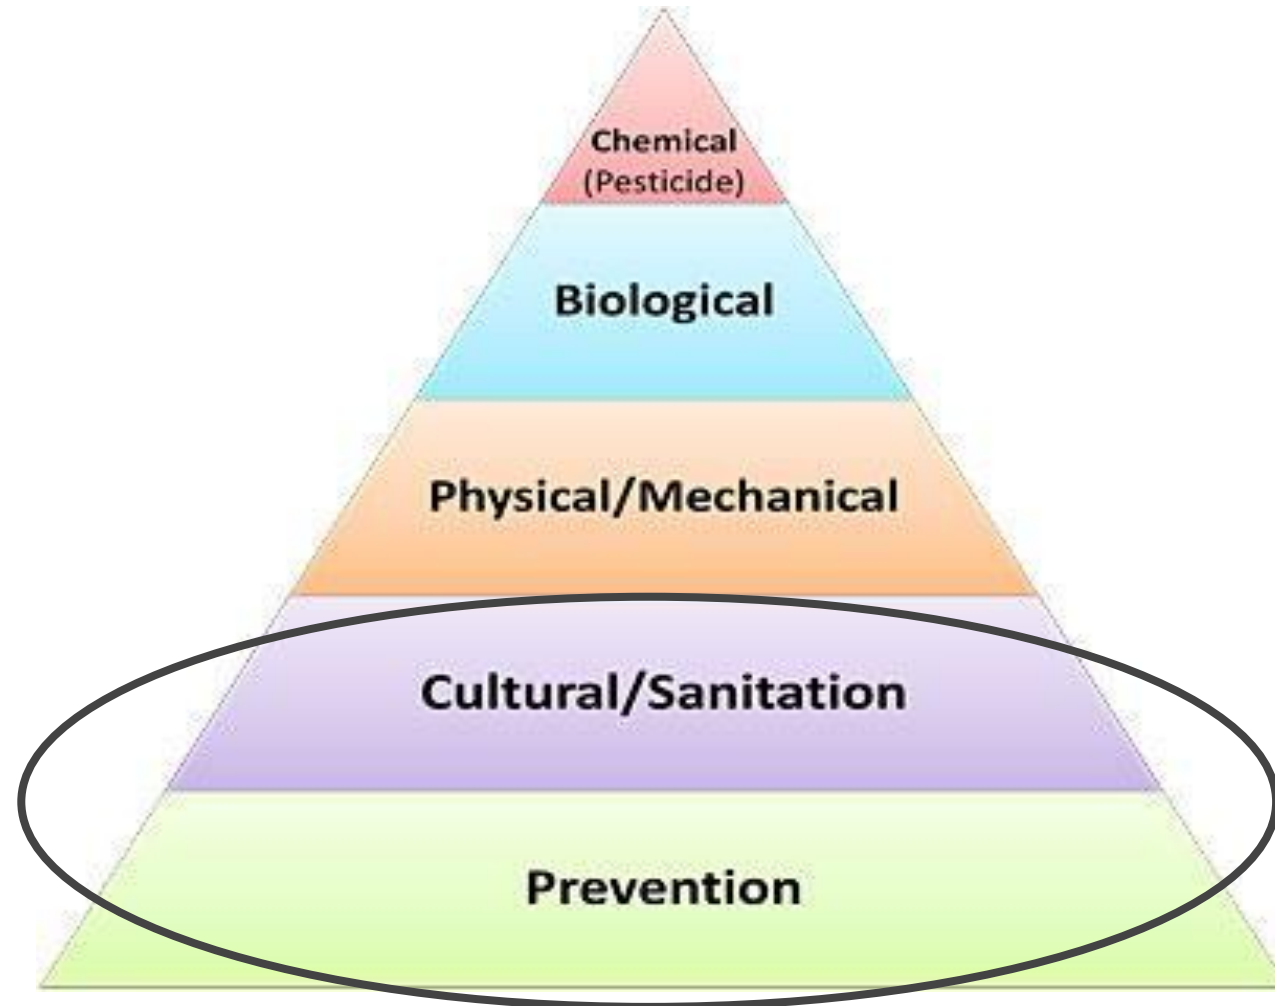 Chemical
(Pesticide)
Biological
Physical/Mechanical
Cultural/Sanitation
Prevention